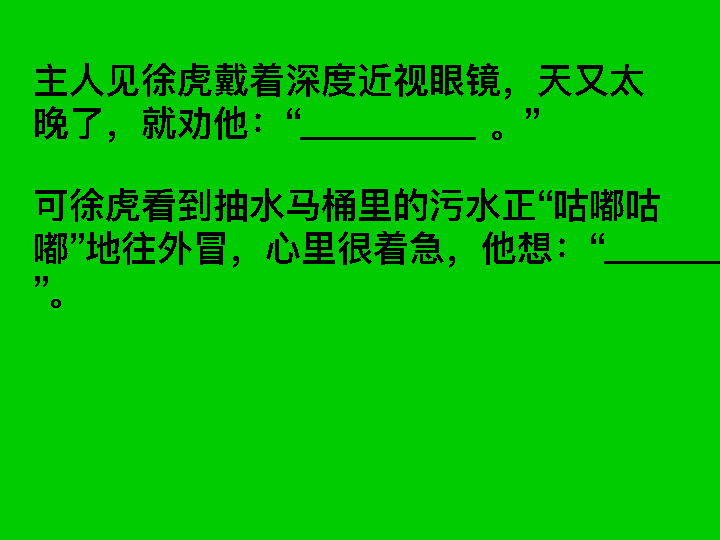 主人见徐虎戴着深度近视眼镜，天又太
晚了，就劝他：“__________ 。”
可徐虎看到抽水马桶里的污水正“咕嘟咕
嘟”地往外冒，心里很着急，他想：“_______
”。